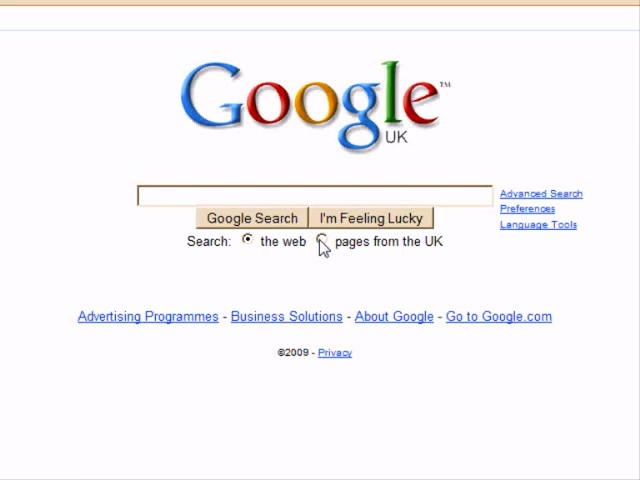 Google™
UK
Advanced Search
Preferences
Language Tools
Google Search I'm Feeling Lucky
Search: the web pages from the UK
Advertising Programmes - Business Solutions - About Google - Go to Google.com
©2009 - Privacy